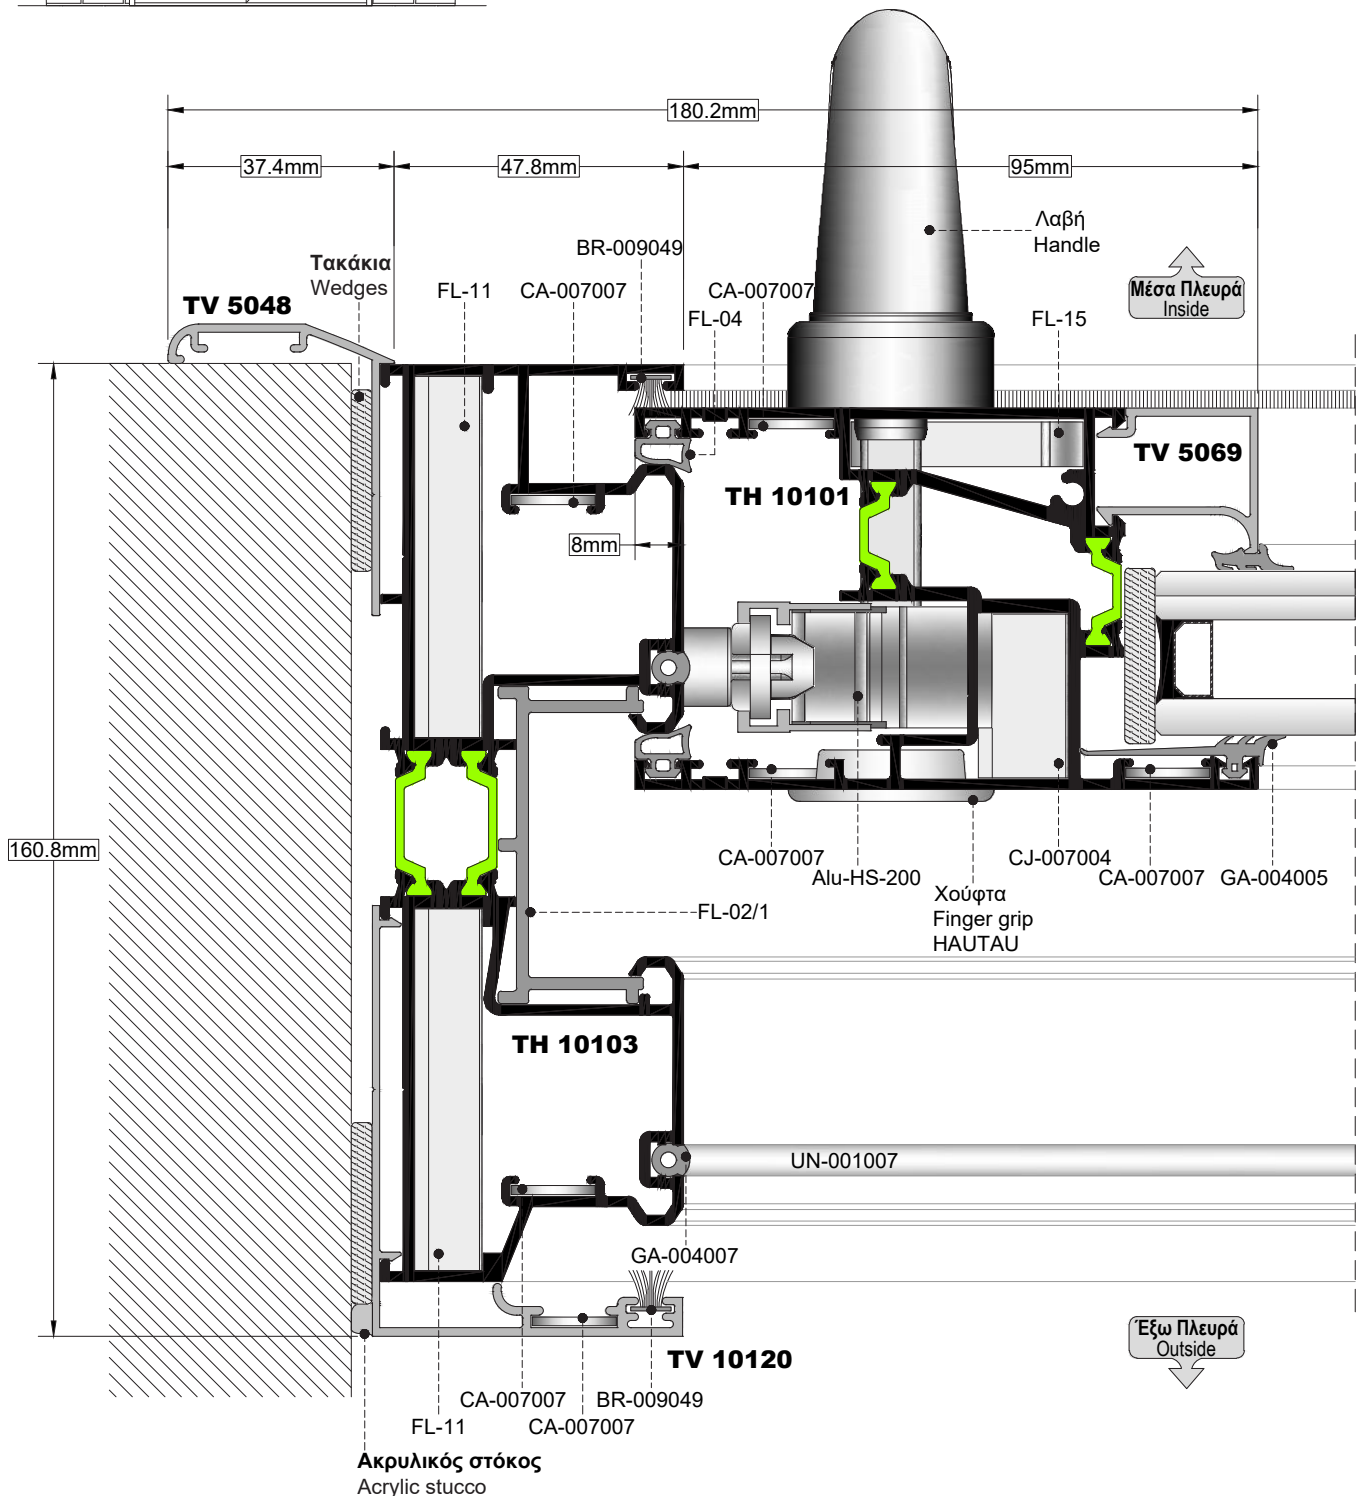 180.2mm
37.4mm
47.8mm
95mm
Λαβή
Handle
BR-009049
Τακάκια
Wedges
FL-11
CA-007007
CA-007007
Μέσα Πλευρά
Inside
TV 5048
FL-04
FL-15
TV 5069
TH 10101
8mm
160.8mm
CA-007007
Alu-HS-200
CJ-007004
CA-007007
GA-004005
Χούφτα
Finger grip
HAUTAU
FL-02/1
TH 10103
UN-001007
GA-004007
Έξω Πλευρά
Outside
TV 10120
CA-007007
BR-009049
FL-11
CA-007007
Ακρυλικός στόκος
Acrylic stucco